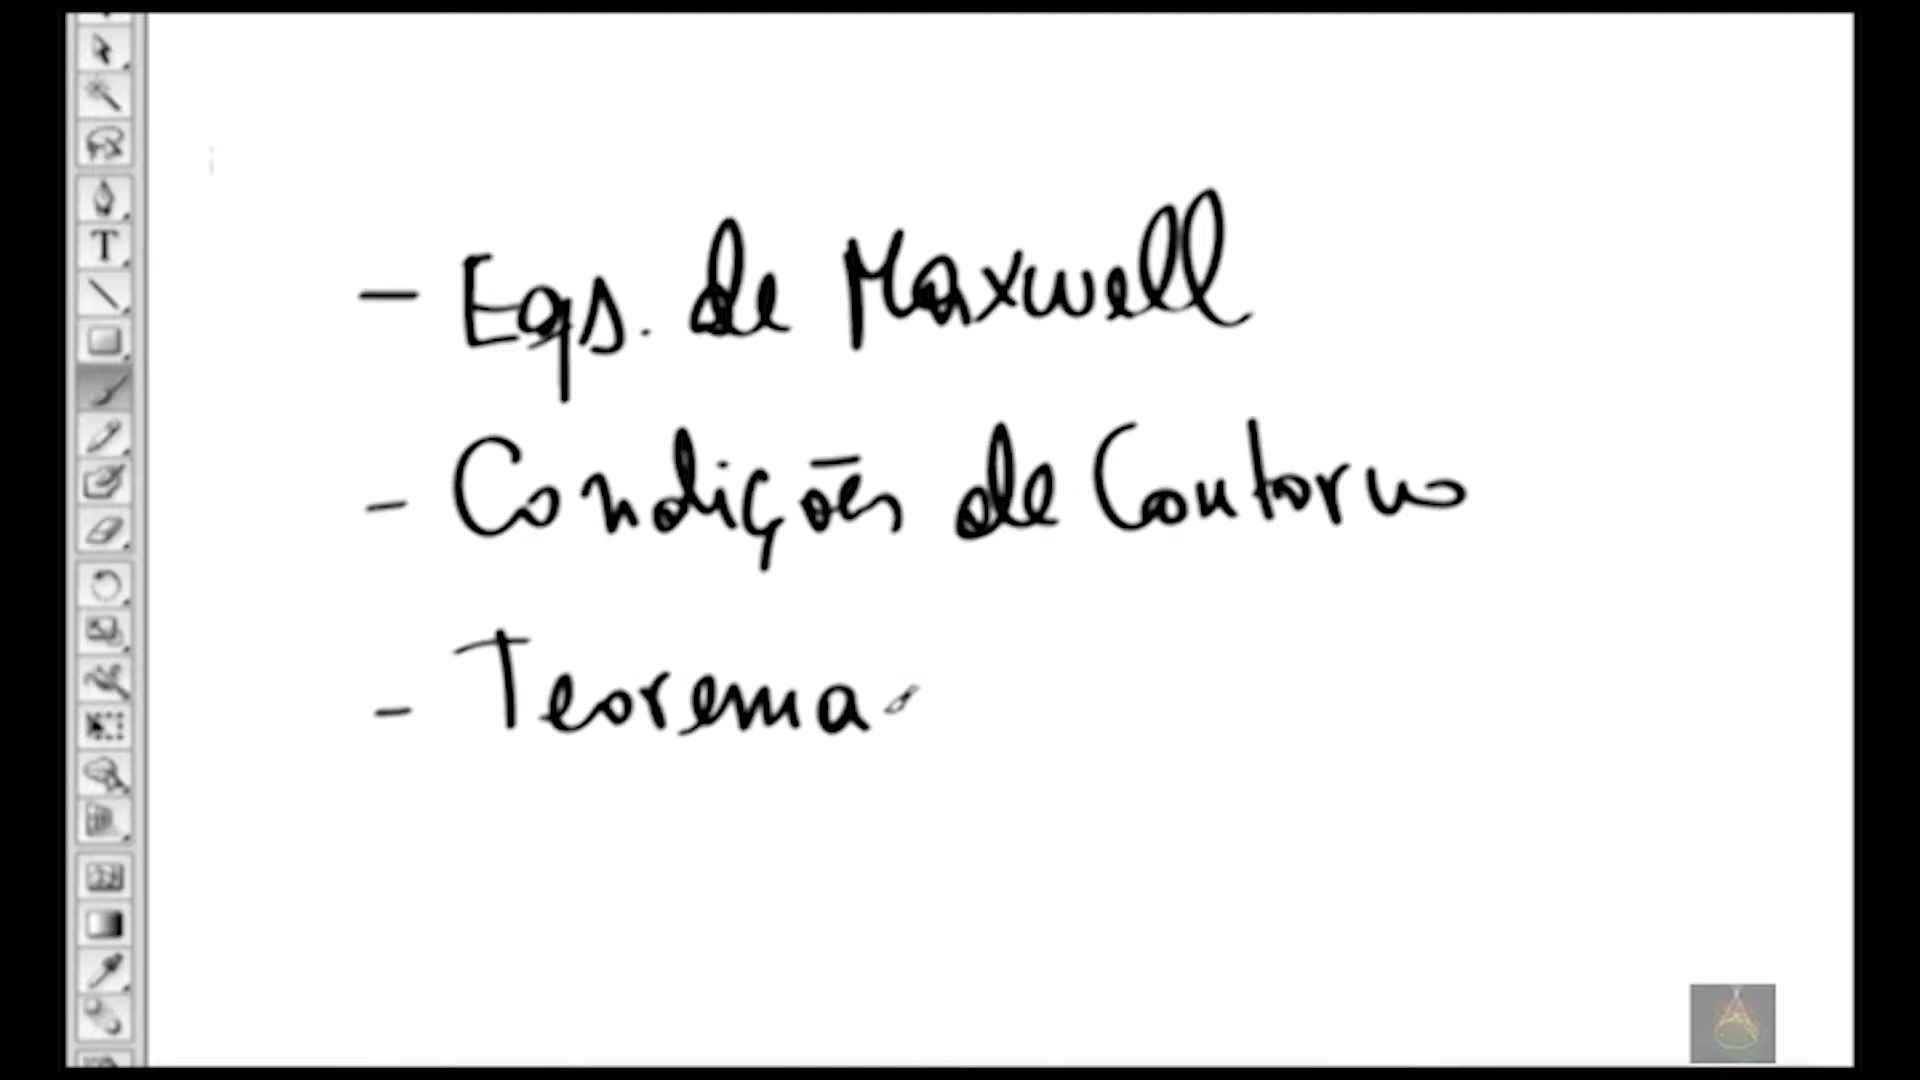 - Eqs. de Maxwell
- Condições de Contorno
- Teorema